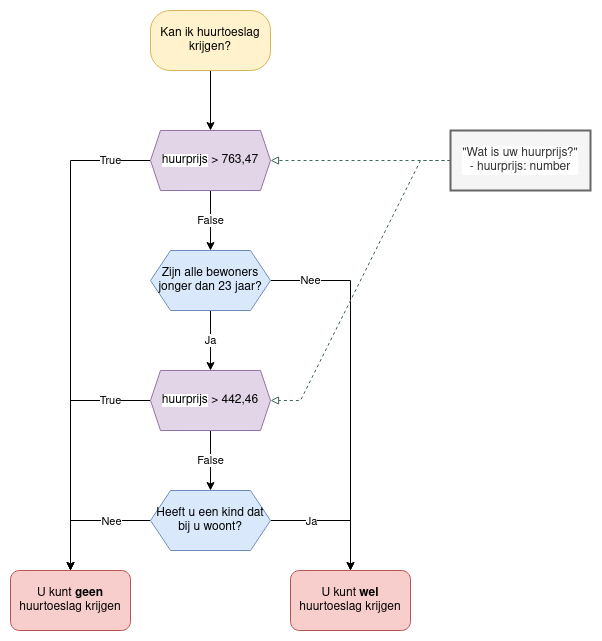 Kan ik huurtoeslag
krijgen?
True
huurprijs > 763,47
"Wat is uw huurprijs?"
- huurprijs: number
False
Zijn alle bewoners
jonger dan 23 jaar?
Nee
Ja
True
huurprijs > 442,46
False
Nee
Heeft u een kind dat
bij u woont?
Ja
U kunt geen
huurtoeslag krijgen
U kunt wel
huurtoeslag krijgen